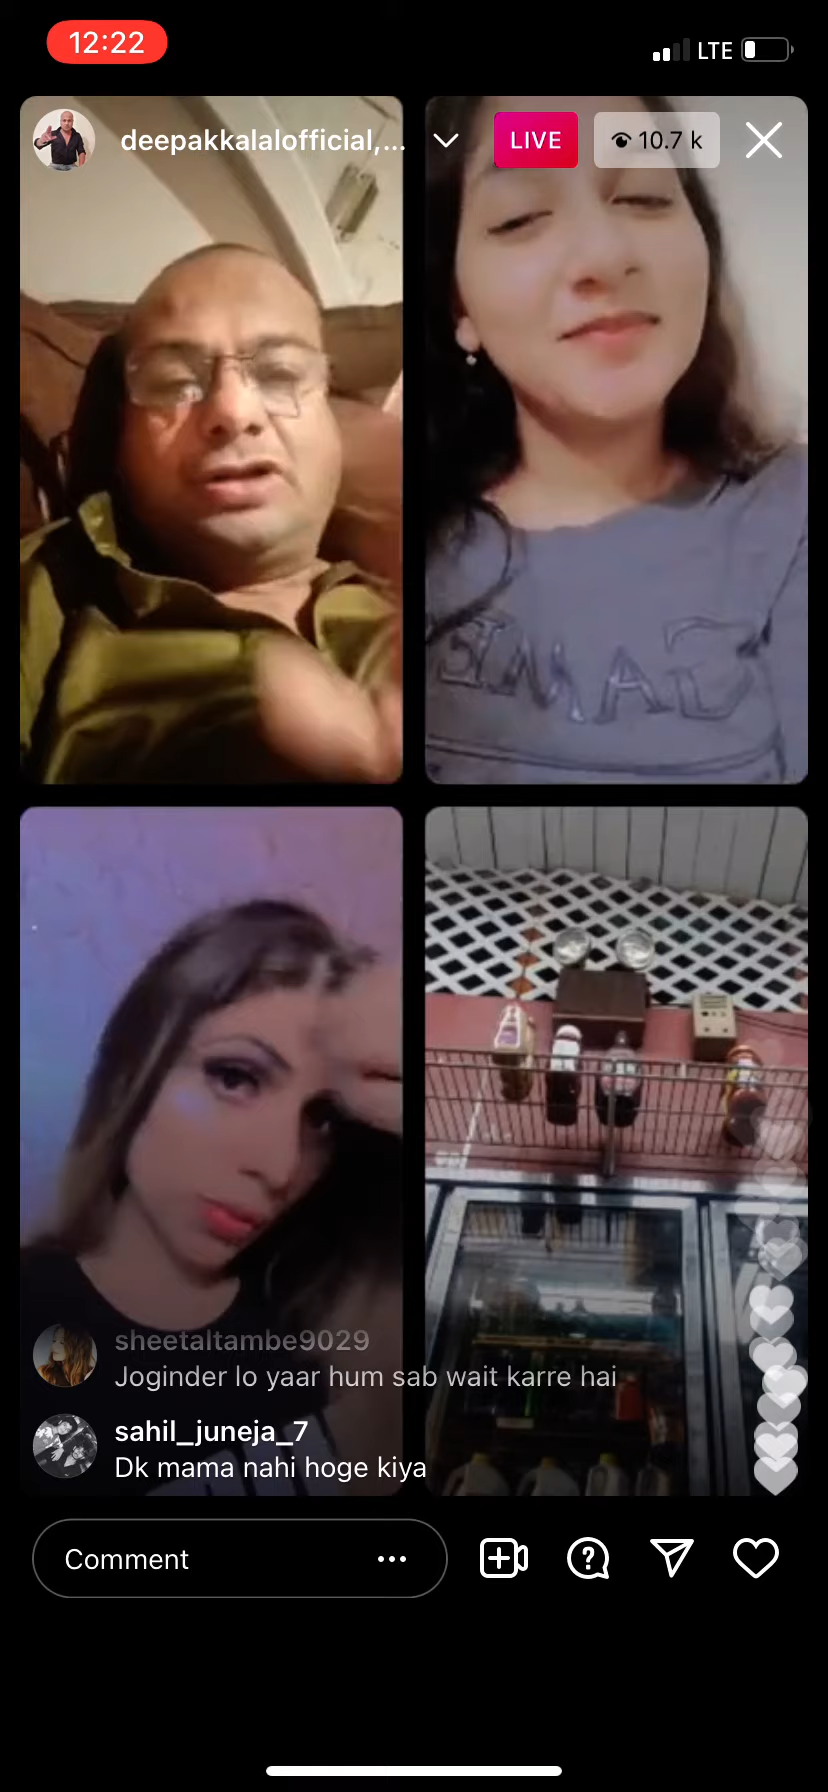 12:22
LTE
deepakkalalofficial,...
LIVE
10.7 k
GAME
sheetaltambe9029
Joginder lo yaar hum sab wait karre hai
sahil_juneja_7
Dk mama nahi hoge kiya
Comment